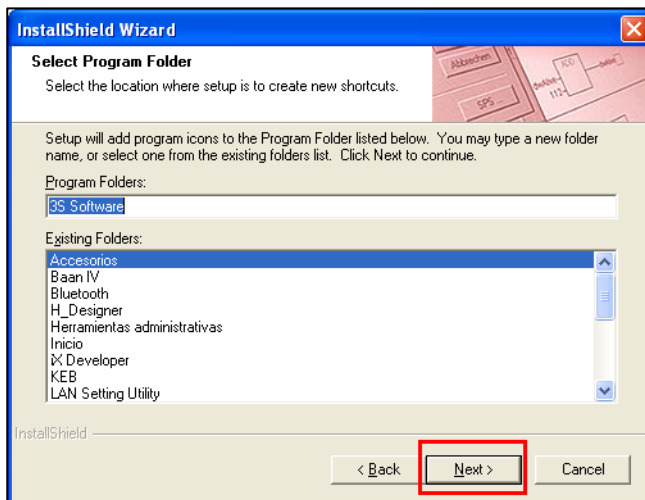 InstallShield Wizard
Select Program Folder
Select the location where setup is to create new shortcuts.
Abbrechen
SPS ...
ICO
112
Setup will add program icons to the Program Folder listed below. You may type a new folder
name, or select one from the existing folders list. Click Next to continue.
Program Folders:
3S Software
Existing Folders:
Accesorios
Baan IV
Bluetooth
H_Designer
Herramientas administrativas
Inicio
iX Developer
KEB
LAN Setting Utility
InstallShield
< Back
Next >
Cancel